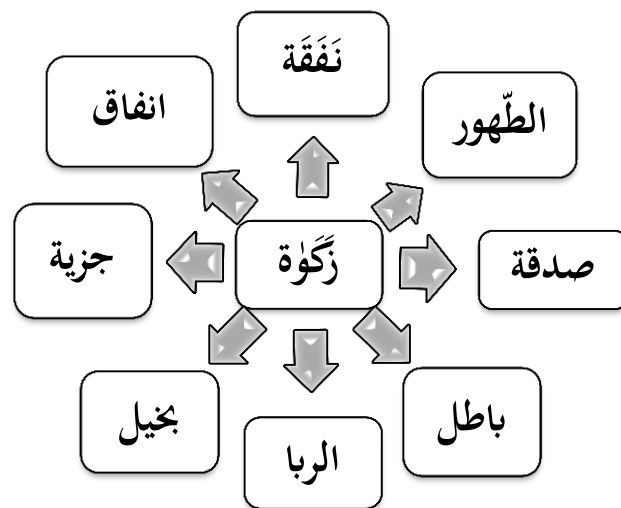 نَفَقَة
الطّهور
انفاق
زَكَوٰة
صدقة
جزية
باطل
بخيل
الربا